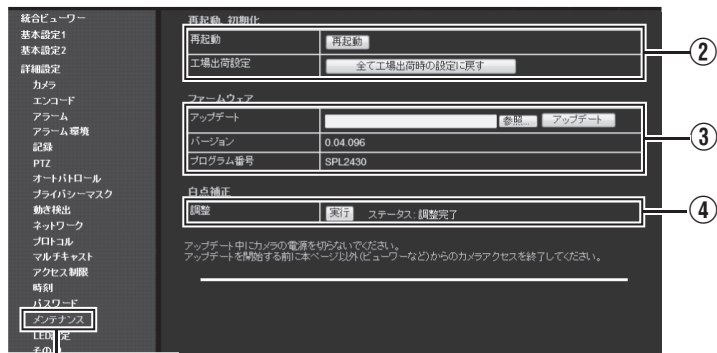 統合ビューワー
基本設定1
基本設定2
詳細設定
カメラ
エンコード
アラーム
アラーム環境
記録
PTZ
オートパトロール
プライバシーマスク
動き検出
ネットワーク
プロトコル
マルチキャスト
アクセス制限
時刻
パスワード
メンテナンス
LED設定
その他
再起動、初期化
再起動 再起動
工場出荷設定 全て工場出荷時の設定に戻す
②
ファームウェア
アップデート 参照... アップデート
バージョン 0.04.096
プログラム番号 SPL2430
③
白点補正
調整 実行 ステータス: 調整完了
④
アップデート中にカメラの電源を切らないでください。
アップデートを開始する前に本ページ以外(ビューワーなど)からのカメラアクセスを終了してください。